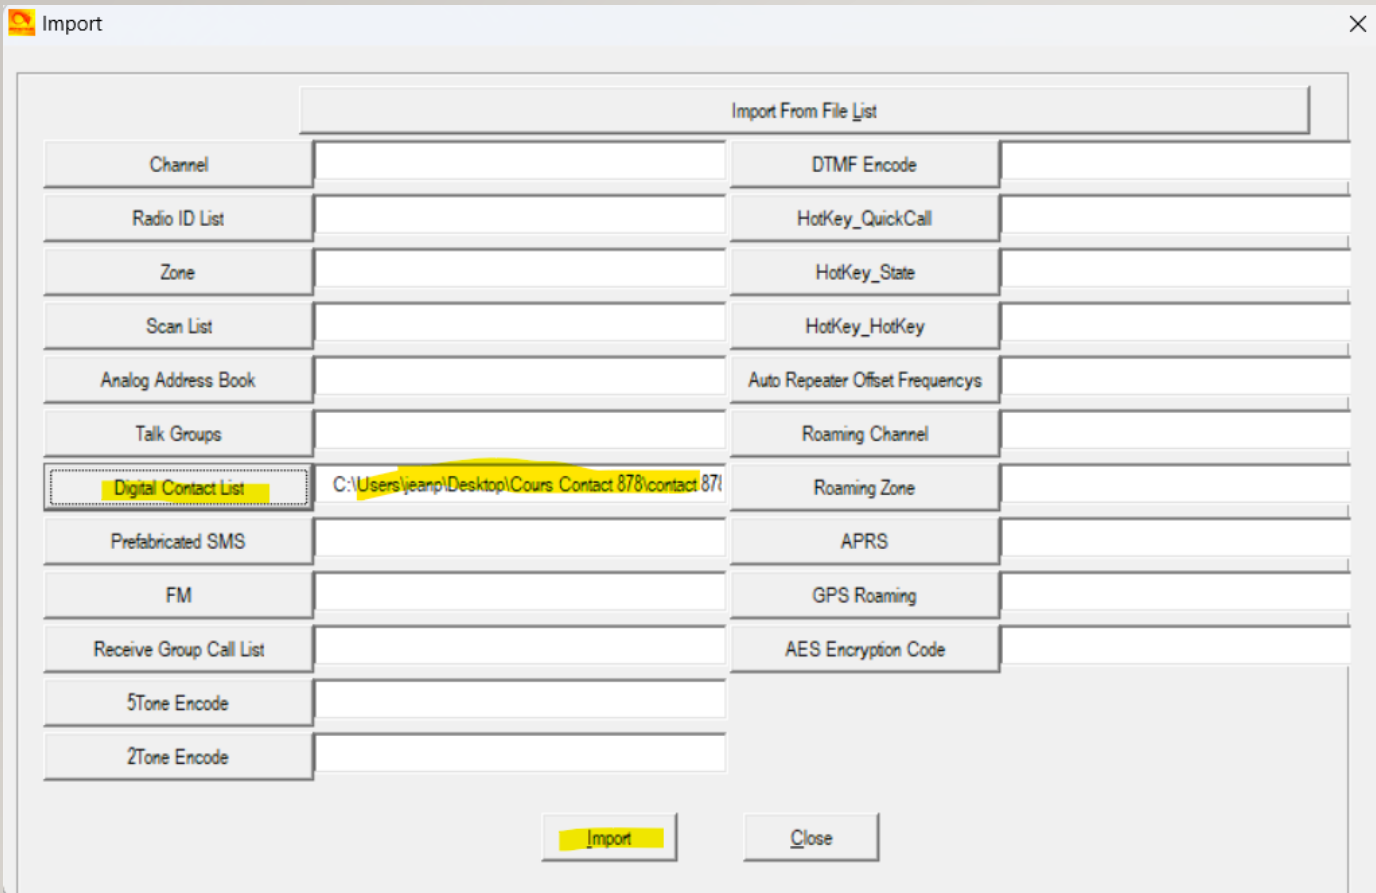 Import
Import From File List
Channel
DTMF Encode
Radio ID List
HotKey_QuickCall
Zone
HotKey_State
Scan List
HotKey_HotKey
Analog Address Book
Auto Repeater Offset Frequencys
Talk Groups
Roaming Channel
Digital Contact List
C:\Users\jeanp\Desktop\Cours Contact 878\contact 878
Roaming Zone
Prefabricated SMS
APRS
FM
GPS Roaming
Receive Group Call List
AES Encryption Code
5Tone Encode
2Tone Encode
Import
Close